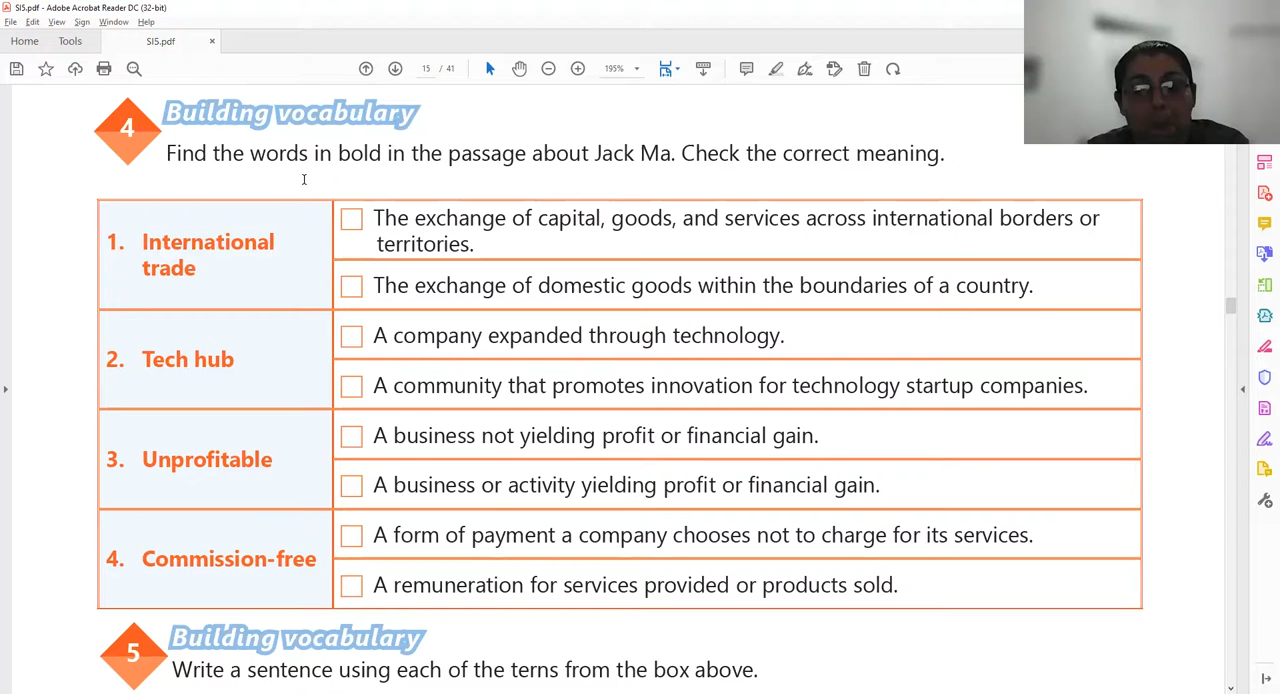 SI5.pdf - Adobe Acrobat Reader DC (32-bit)
File Edit View Sign Window Help
Home Tools SI5.pdf ×
15 / 41 195%
4 Building vocabulary
Find the words in bold in the passage about Jack Ma. Check the correct meaning.
1. International
trade
The exchange of capital, goods, and services across international borders or
territories.
The exchange of domestic goods within the boundaries of a country.
2. Tech hub
A company expanded through technology.
A community that promotes innovation for technology startup companies.
3. Unprofitable
A business not yielding profit or financial gain.
A business or activity yielding profit or financial gain.
4. Commission-free
A form of payment a company chooses not to charge for its services.
A remuneration for services provided or products sold.
5 Building vocabulary
Write a sentence using each of the terns from the box above.